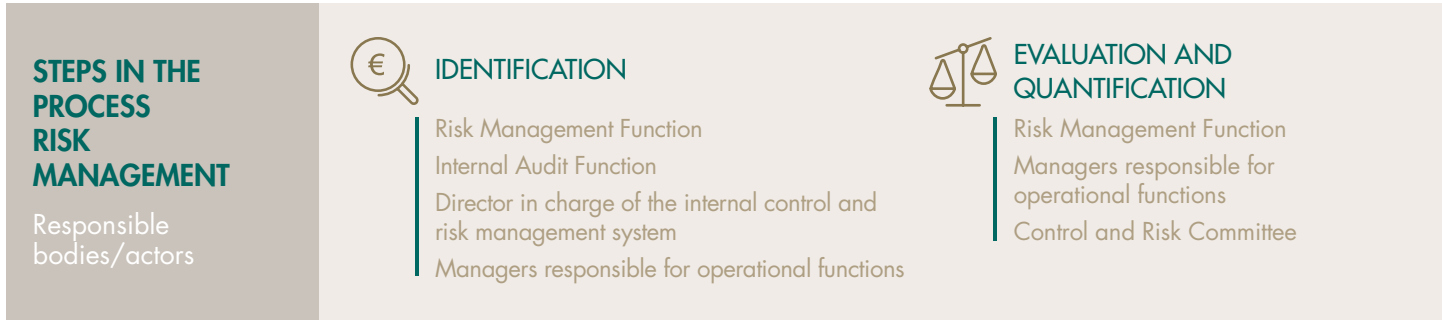 STEPS IN THE
PROCESS
RISK
MANAGEMENT
Responsible
bodies/actors
€
IDENTIFICATION
Risk Management Function
Internal Audit Function
Director in charge of the internal control and
risk management system
Managers responsible for operational functions
EVALUATION AND
QUANTIFICATION
Risk Management Function
Managers responsible for
operational functions
Control and Risk Committee